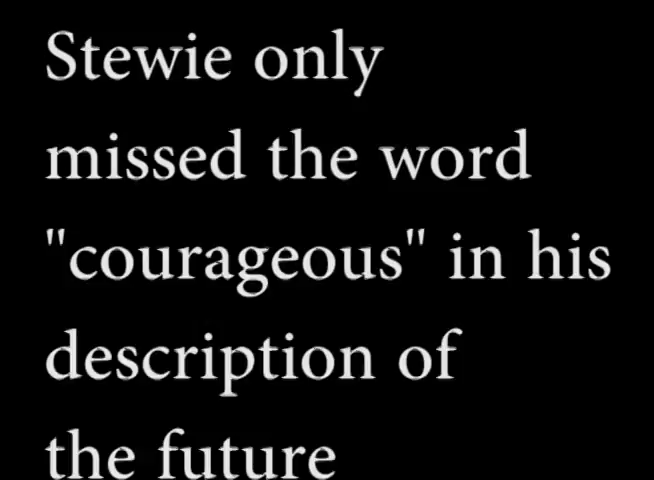 Stewie only
missed the word
"courageous" in his
description of
the future